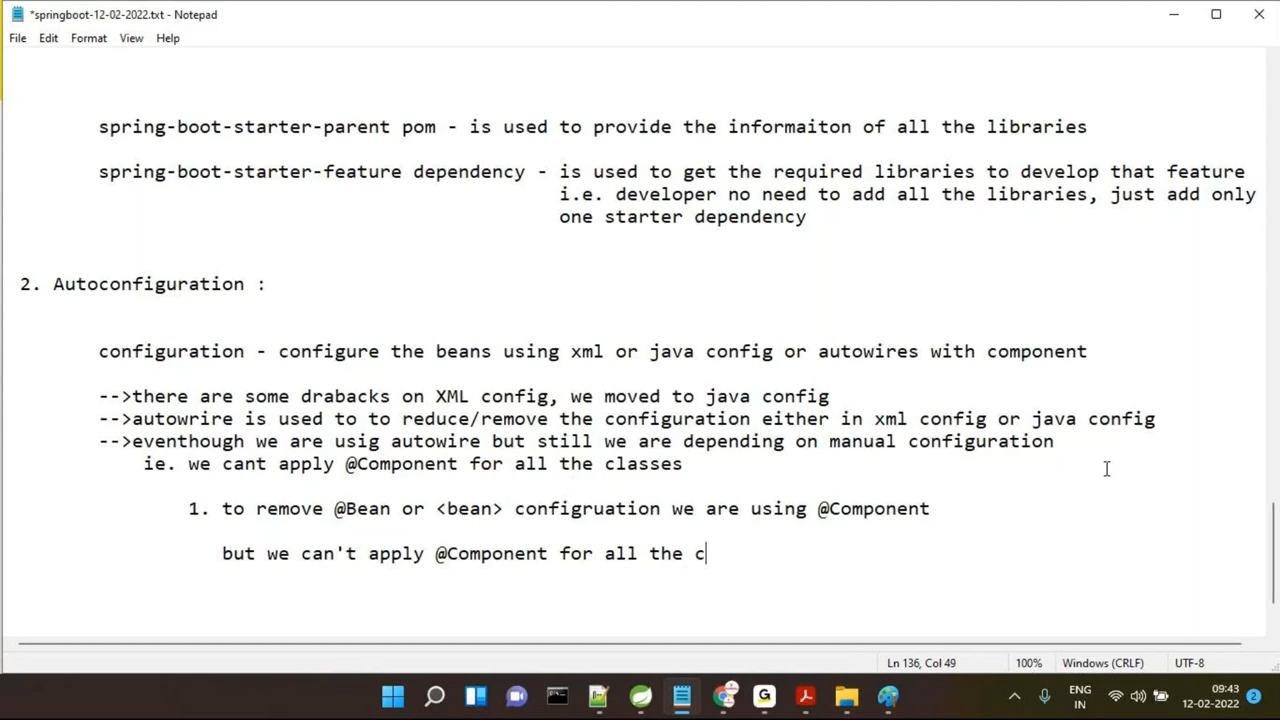 *springboot-12-02-2022.txt - Notepad
File Edit Format View Help
spring-boot-starter-parent pom - is used to provide the informaiton of all the libraries
spring-boot-starter-feature dependency - is used to get the required libraries to develop that feature
i.e. developer no need to add all the libraries, just add only
one starter dependency
2. Autoconfiguration :
configuration - configure the beans using xml or java config or autowires with component
-->there are some drabacks on XML config, we moved to java config
-->autowrire is used to to reduce/remove the configuration either in xml config or java config
-->eventhough we are usig autowire but still we are depending on manual configuration
ie. we cant apply @Component for all the classes
1. to remove @Bean or <bean> configruation we are using @Component
but we can't apply @Component for all the c
Ln 136, Col 49 100% Windows (CRLF) UTF-8
G ENG IN 09:43 12-02-2022 2